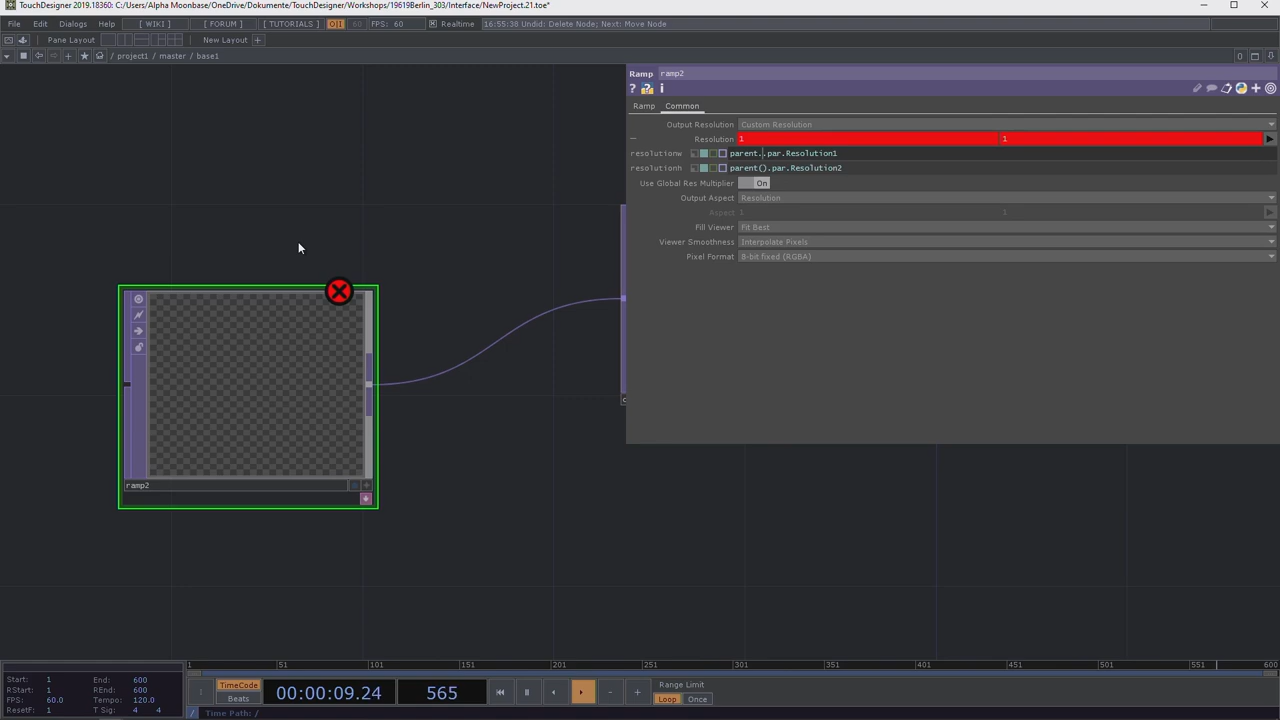 TouchDesigner 2019.18360: C:/Users/Alpha Moonbase/OneDrive/Dokumente/TouchDesigner/Workshops/19619Berlin_303/Interface/NewProject.21.toe*
File Edit Dialogs Help [ WIKI ] [ FORUM ] [ TUTORIALS ] O|I 60 FPS: 60 Realtime 16:55:38 Undid: Delete Node; Next: Move Node
Pane Layout New Layout +
/ project1 / master / base1
Ramp ramp2
Ramp Common
Output Resolution Custom Resolution
Resolution 1 1
resolutionw parent..par.Resolution1
resolutionh parent().par.Resolution2
Use Global Res Multiplier On
Output Aspect Resolution
Aspect 1 1
Fill Viewer Fit Best
Viewer Smoothness Interpolate Pixels
Pixel Format 8-bit fixed (RGBA)
ramp2
1 51 101 151 201 251 301 351 401 451 501 551 600
Start: 1 End: 600
RStart: 1 REnd: 600
FPS: 60.0 Tempo: 120.0
ResetF: 1 T Sig: 4 4
TimeCode
Beats
00:00:09.24 565
Range Limit
Loop Once
/ Time Path: /